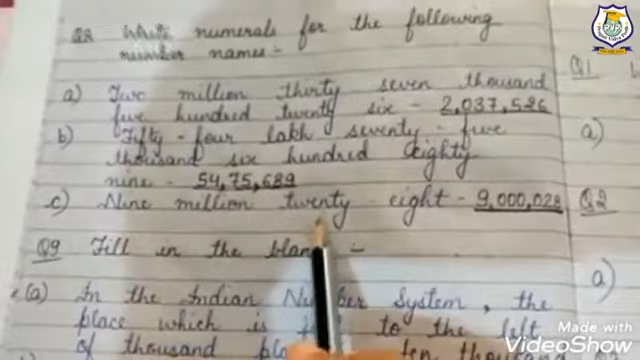 Q8 Write numerals for the following
number names:-
a) Two million thirty seven thousand
five hundred twenty six - 2,037,526
b) Fifty-four lakh seventy-five
thousand six hundred eighty
nine - 54,75,689
c) Nine million twenty-eight - 9,000,028
Q9 Fill in the :-
(a) In the Indian Number System, the
place which is to the left
of thousand ten
Q1
a)
Q2
a)
PVP
Made with
VideoShow